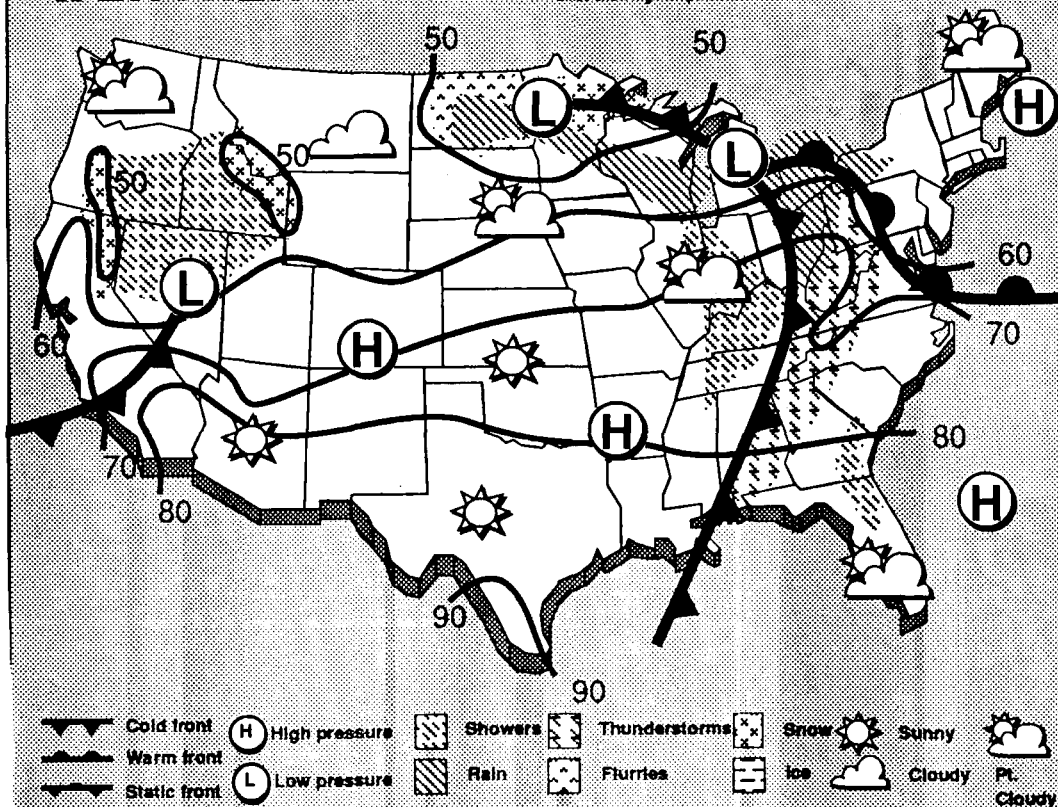 50
50
H
L
50
L
50
60
L
60
H
70
H
80
70
80
H
90
90
Cold front
H High pressure
Showers
Thunderstorms
Snow
Sunny
Warm front
Static front
L Low pressure
Rain
Flurries
Ice
Cloudy
Pt.
Cloudy